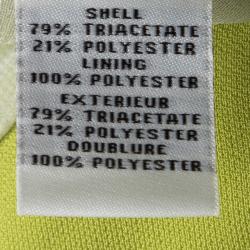 SHELL
79% TRIACETATE
21% POLYESTER
LINING
100% POLYESTER
EXTERIEUR
79% TRIACETATE
21% POLYESTER
DOUBLURE
100% POLYESTER